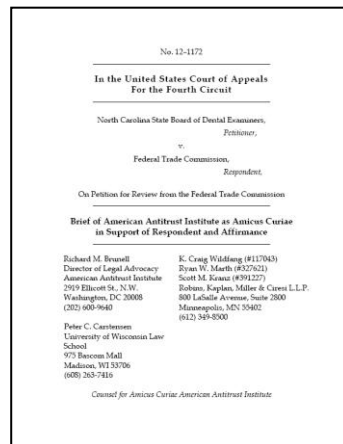 No. 12-1172
In the United States Court of Appeals
For the Fourth Circuit
North Carolina State Board of Dental Examiners,
Petitioner,
v.
Federal Trade Commission,
Respondent,
On Petition for Review from the Federal Trade Commission
Brief of American Antitrust Institute as Amicus Curiae
in Support of Respondent and Affirmance
Richard M. Brunell
Director of Legal Advocacy
American Antitrust Institute
2919 Ellicott St., N.W.
Washington, DC 20008
(202) 600-9640
Peter C. Carstensen
University of Wisconsin Law
School
975 Bascom Mall
Madison, WI 53706
(608) 263-7416
K. Craig Wildfang (#117043)
Ryan W. Marth (#327621)
Scott M. Kranz (#391227)
Robins, Kaplan, Miller & Ciresi L.L.P.
800 LaSalle Avenue, Suite 2800
Minneapolis, MN 55402
(612) 349-8500
Counsel for Amicus Curiae American Antitrust Institute